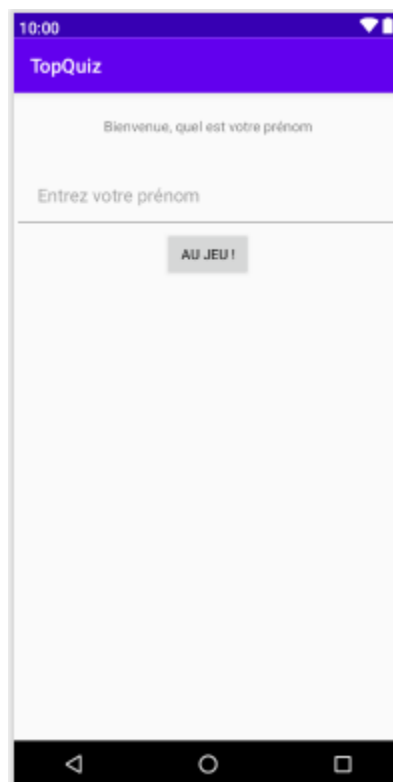 10:00
TopQuiz
Bienvenue, quel est votre prénom
Entrez votre prénom
AU JEU !